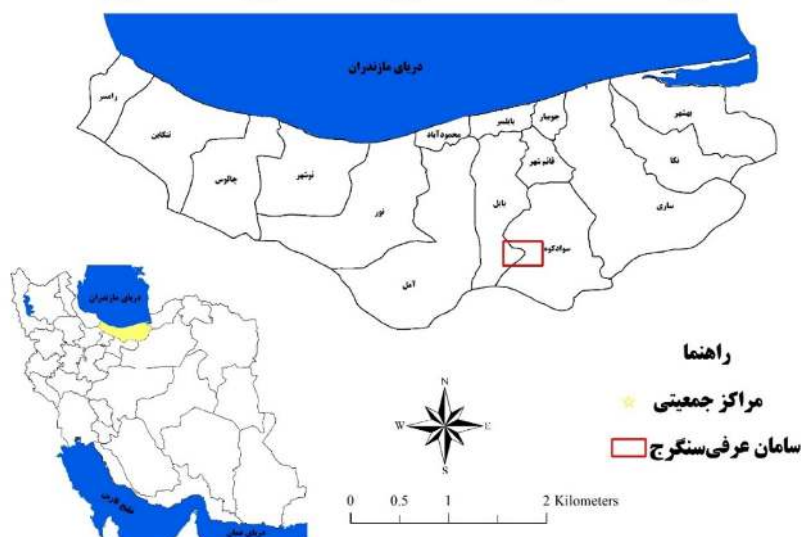 دریای مازندران
رامسر
تنکابن
چالوس
نوشهر
نور
محمودآباد
آمل
بابلسر
بابل
جویبار
قائم شهر
سوادکوه
ساری
نکا
بهشهر
دریای مازندران
خلیج فارس
دریای عمان
N
W
E
S
راهنما
مراکز جمعیتی
سامان عرفی سنگرج
0 0.5 1 2 Kilometers